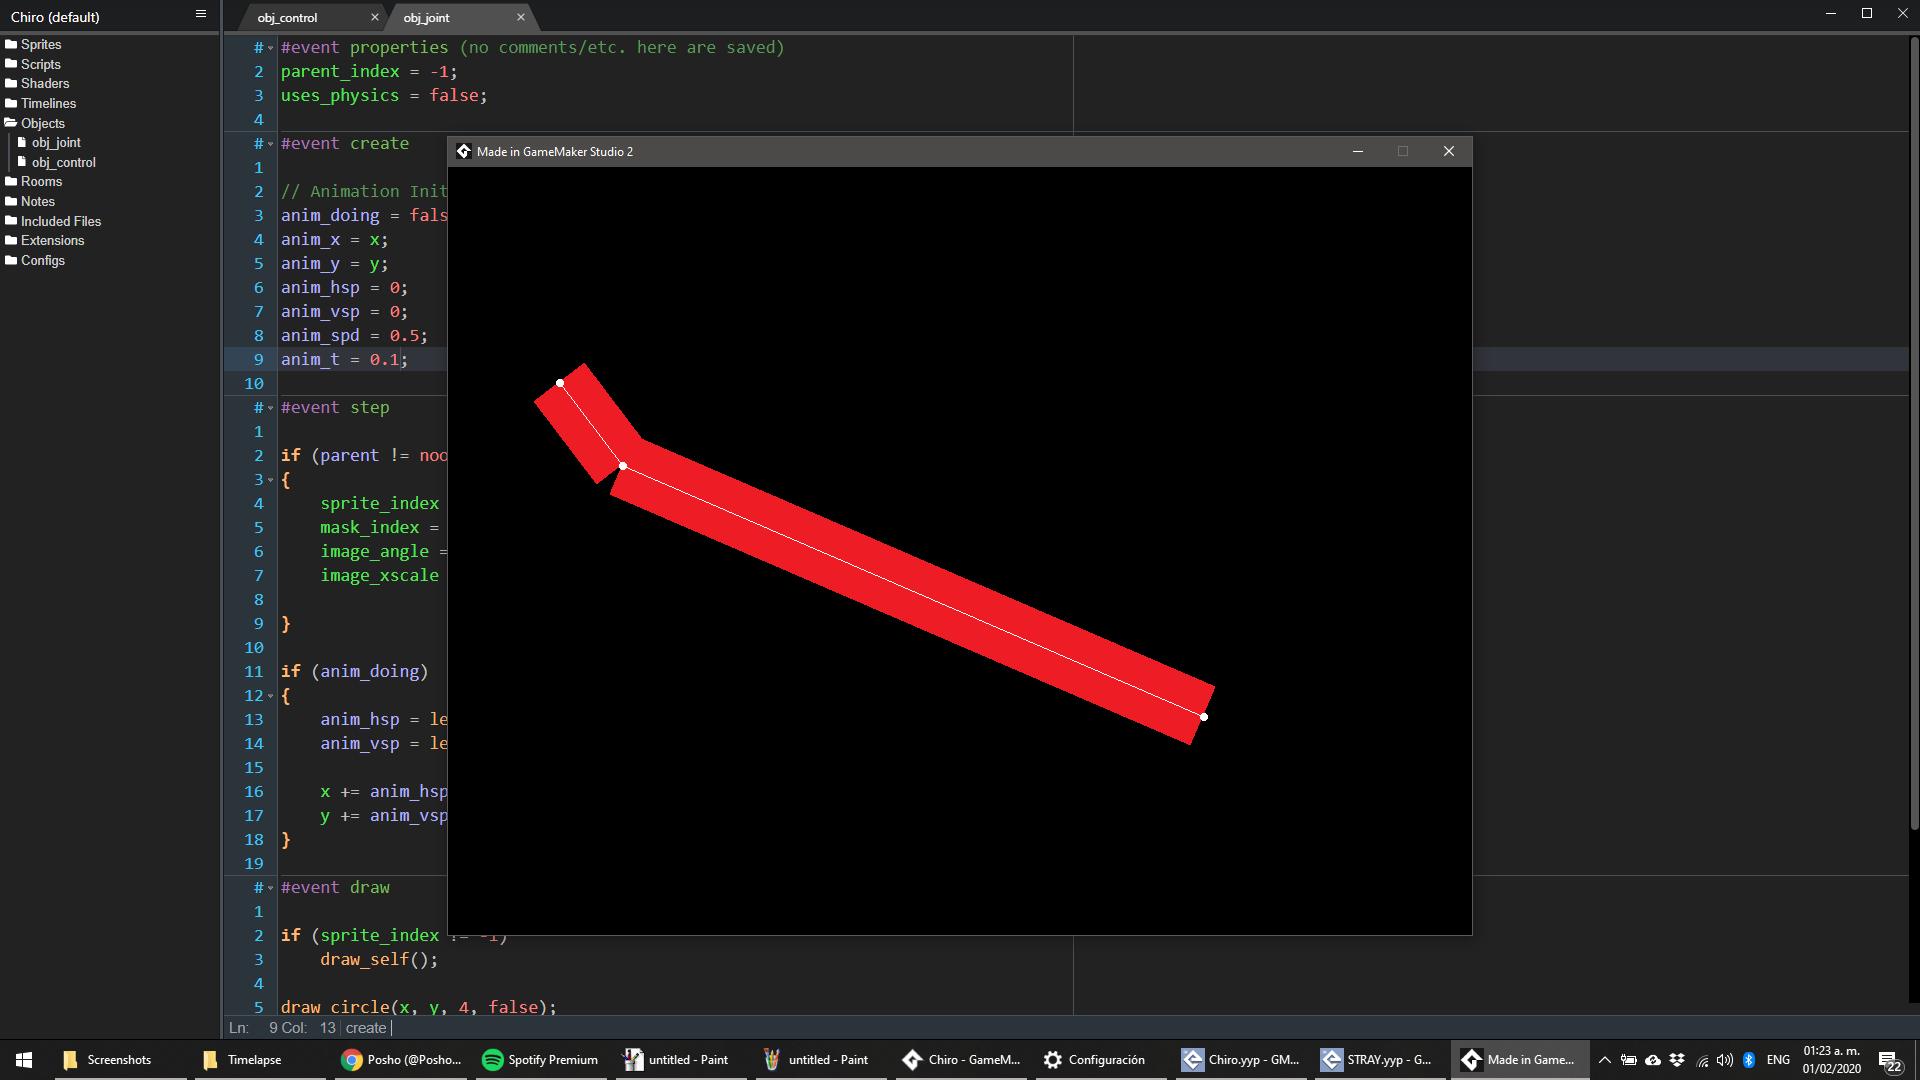 Chiro (default)
obj_control
obj_joint
Sprites
Scripts
Shaders
Timelines
Objects
obj_joint
obj_control
Rooms
Notes
Included Files
Extensions
Configs
# #event properties (no comments/etc. here are saved)
2 parent_index = -1;
3 uses_physics = false;
4
# #event create
1
2 // Animation Init
3 anim_doing = fals
4 anim_x = x;
5 anim_y = y;
6 anim_hsp = 0;
7 anim_vsp = 0;
8 anim_spd = 0.5;
9 anim_t = 0.1;
10
# #event step
1
2 if (parent != noo
3 {
4 sprite_index
5 mask_index =
6 image_angle =
7 image_xscale
8
9 }
10
11 if (anim_doing)
12 {
13 anim_hsp = le
14 anim_vsp = le
15
16 x += anim_hsp
17 y += anim_vsp
18 }
19
# #event draw
1
2 if (sprite_index != -1)
3 draw_self();
4
5 draw_circle(x, y, 4, false);
Made in GameMaker Studio 2
Ln: 9 Col: 13 create
Screenshots
Timelapse
Posho (@Posho...
Spotify Premium
untitled - Paint
untitled - Paint
Chiro - GameM...
Configuración
Chiro.yyp - GM...
STRAY.yyp - G...
Made in Game...
ENG
01:23 a. m.
01/02/2020
22